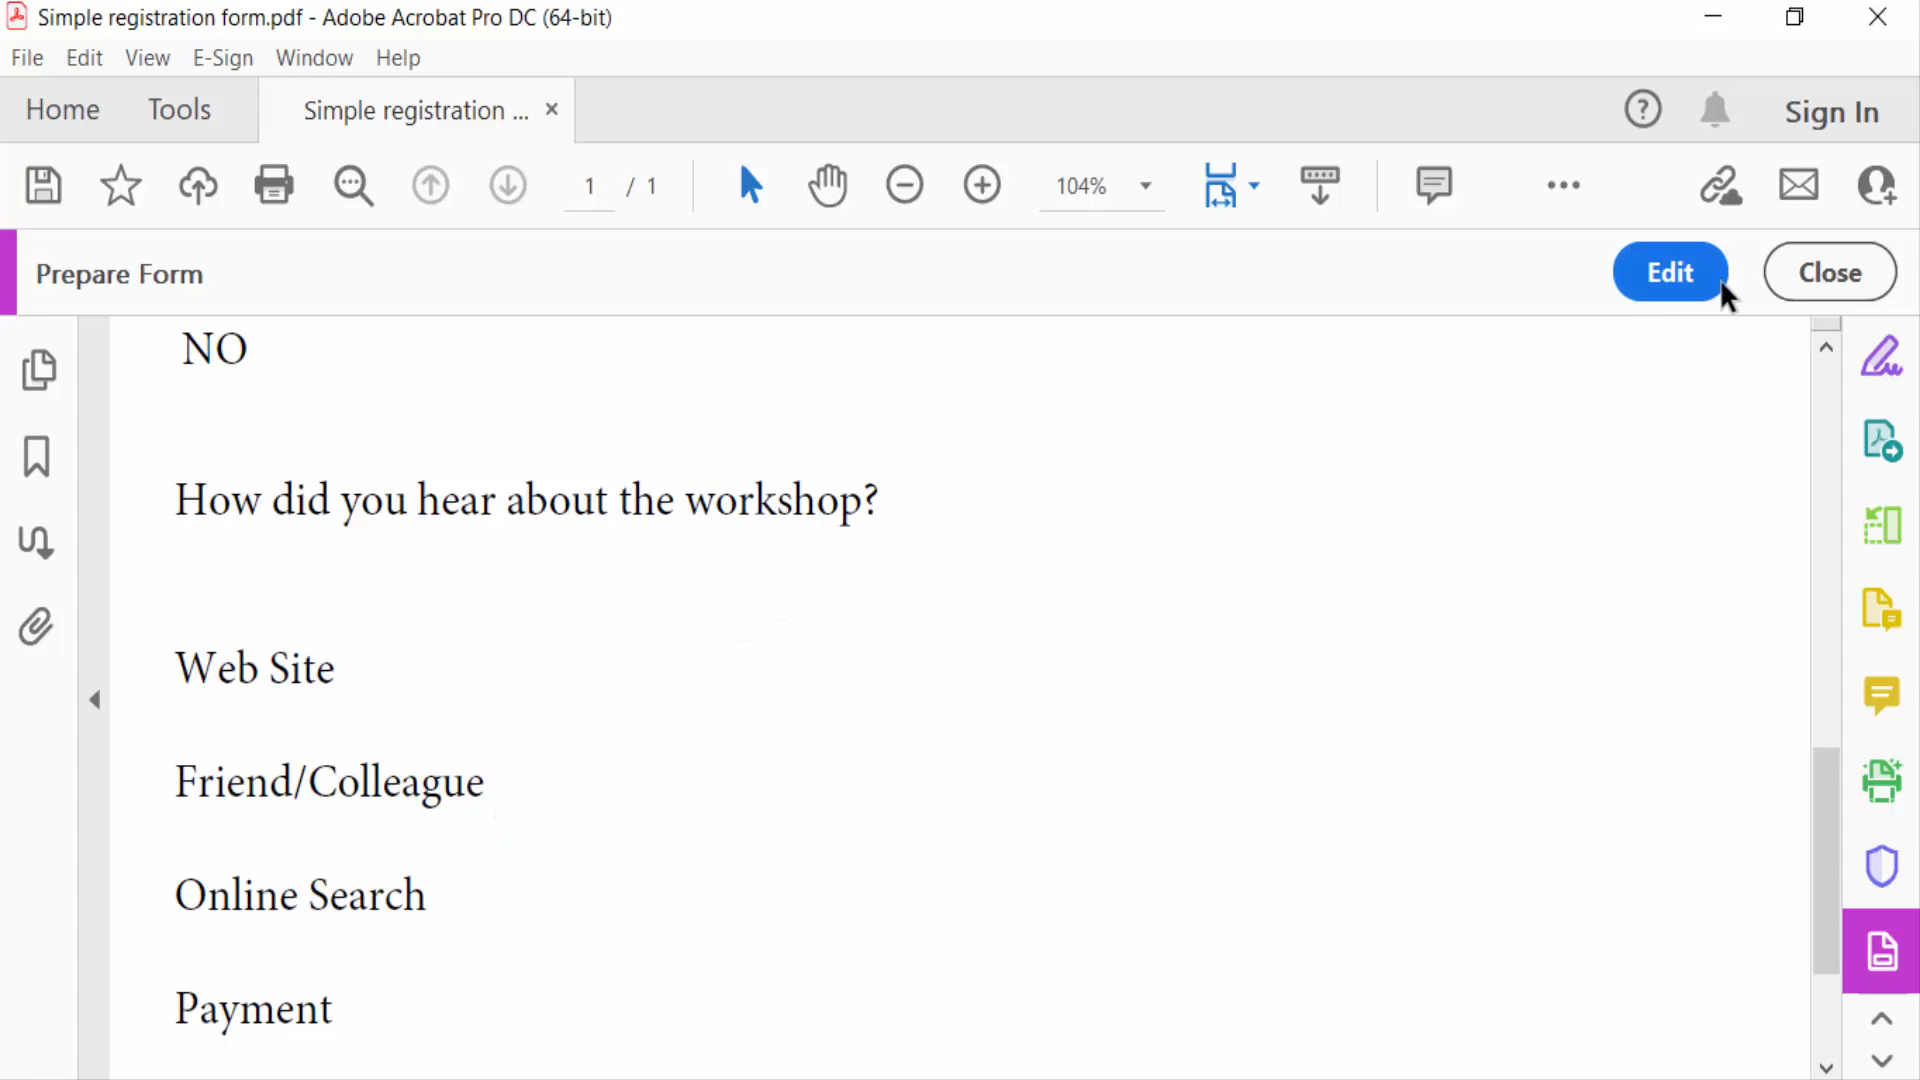 Simple registration form.pdf - Adobe Acrobat Pro DC (64-bit)
File Edit View E-Sign Window Help
Home Tools Simple registration ... × Sign In
1 / 1 104%
Prepare Form Edit Close
NO
How did you hear about the workshop?
Web Site
Friend/Colleague
Online Search
Payment